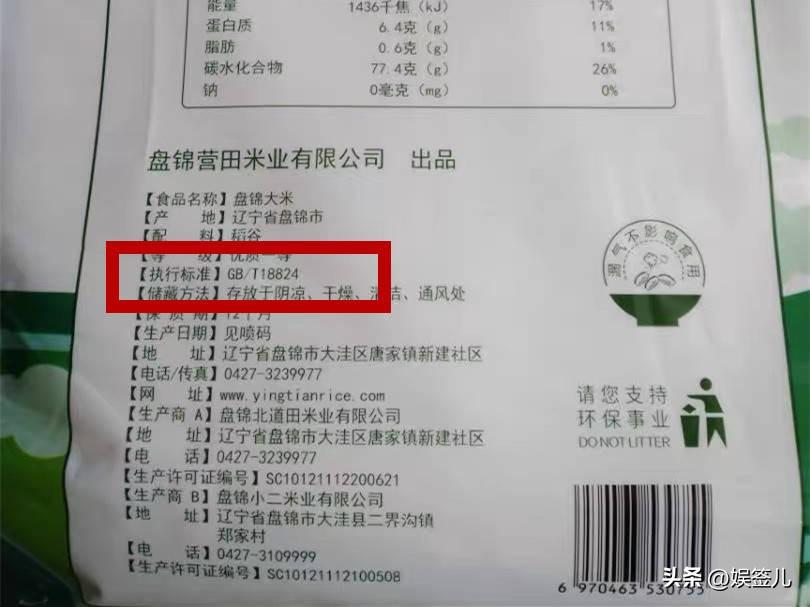 能量 1436千焦（kJ） 17%
蛋白质 6.4克（g） 11%
脂肪 0.6克（g） 1%
碳水化合物 77.4克（g） 26%
钠 0毫克（mg） 0%
盘锦营田米业有限公司 出品
【食品名称】盘锦大米
【产 地】辽宁省盘锦市
【配 料】稻谷
【等 级】优质一等
【执行标准】GB/T18824
【储藏方法】存放于阴凉、干燥、清洁、通风处
【保 质 期】12个月
【生产日期】见喷码
【地 址】辽宁省盘锦市大洼区唐家镇新建社区
【电话/传真】0427-3239977
【网 址】www.yingtianrice.com
【生产商 A】盘锦北道田米业有限公司
【地 址】辽宁省盘锦市大洼区唐家镇新建社区
【电 话】0427-3239977
【生产许可证编号】SC10121112200621
【生产商 B】盘锦小二米业有限公司
【地 址】辽宁省盘锦市大洼县二界沟镇
郑家村
【电 话】0427-3109999
【生产许可证编号】SC10121112100508
漏气不影响食用
请您支持
环保事业
DO NOT LITTER
6 970463 530755
头条 @娱签儿